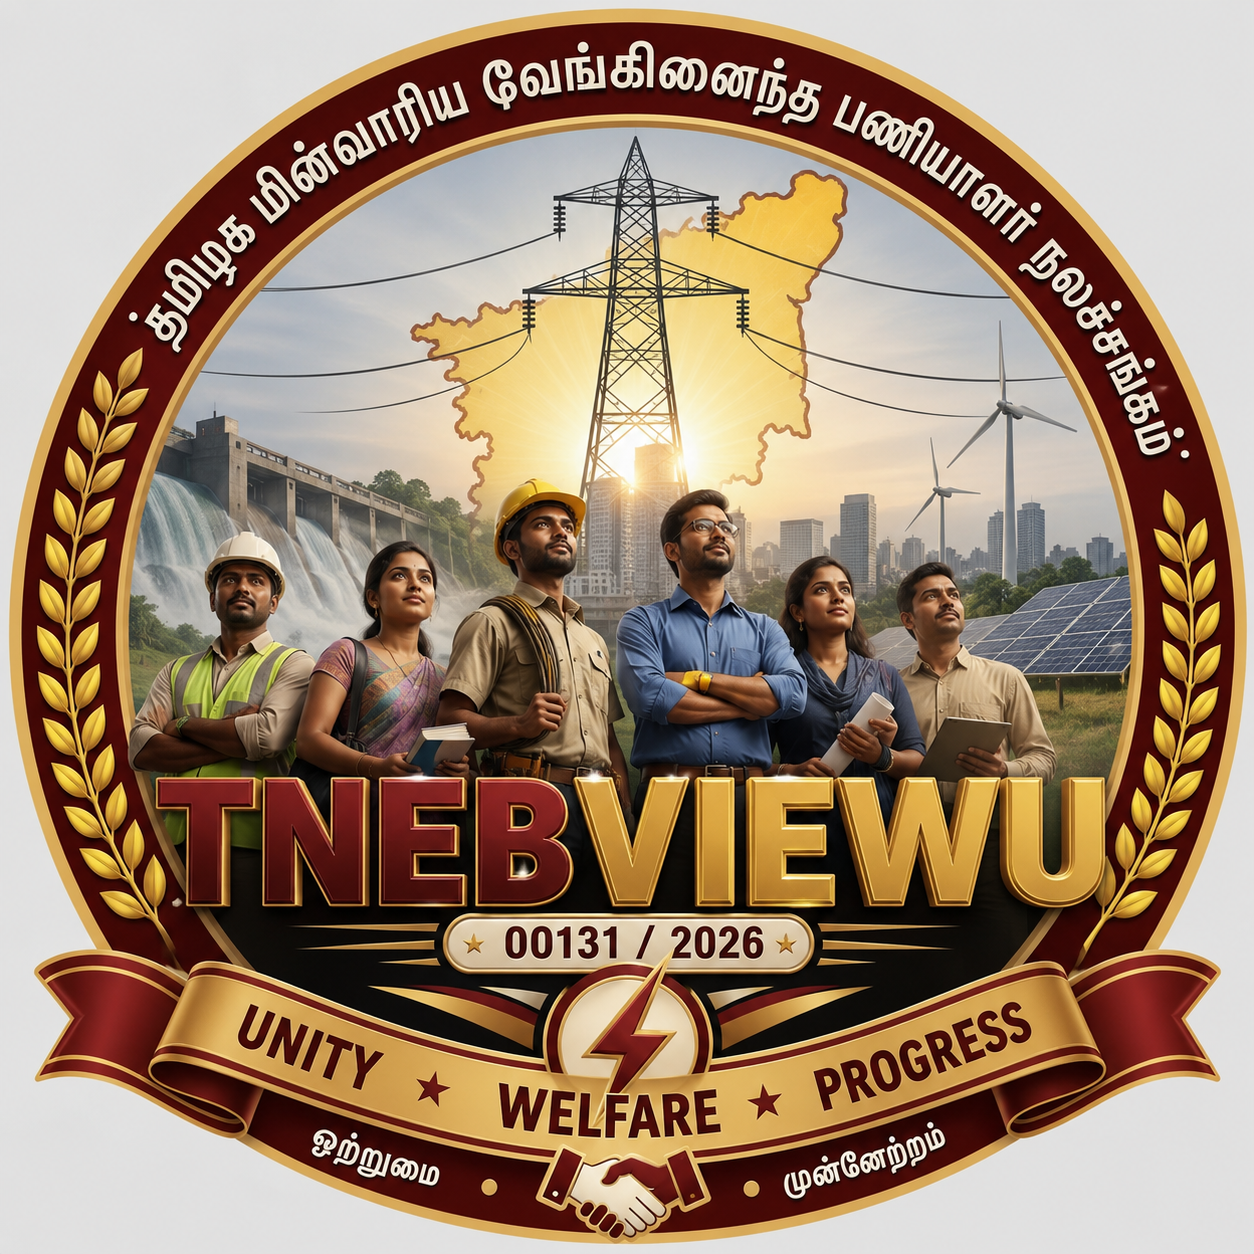 தமிழக மின்வாரிய வேங்கினைந்த பணியாளர் நலச்சங்கம்
TNEBVIEWU
00131 / 2026
UNITY ★ WELFARE ★ PROGRESS
ஒற்றுமை • முன்னேற்றம்